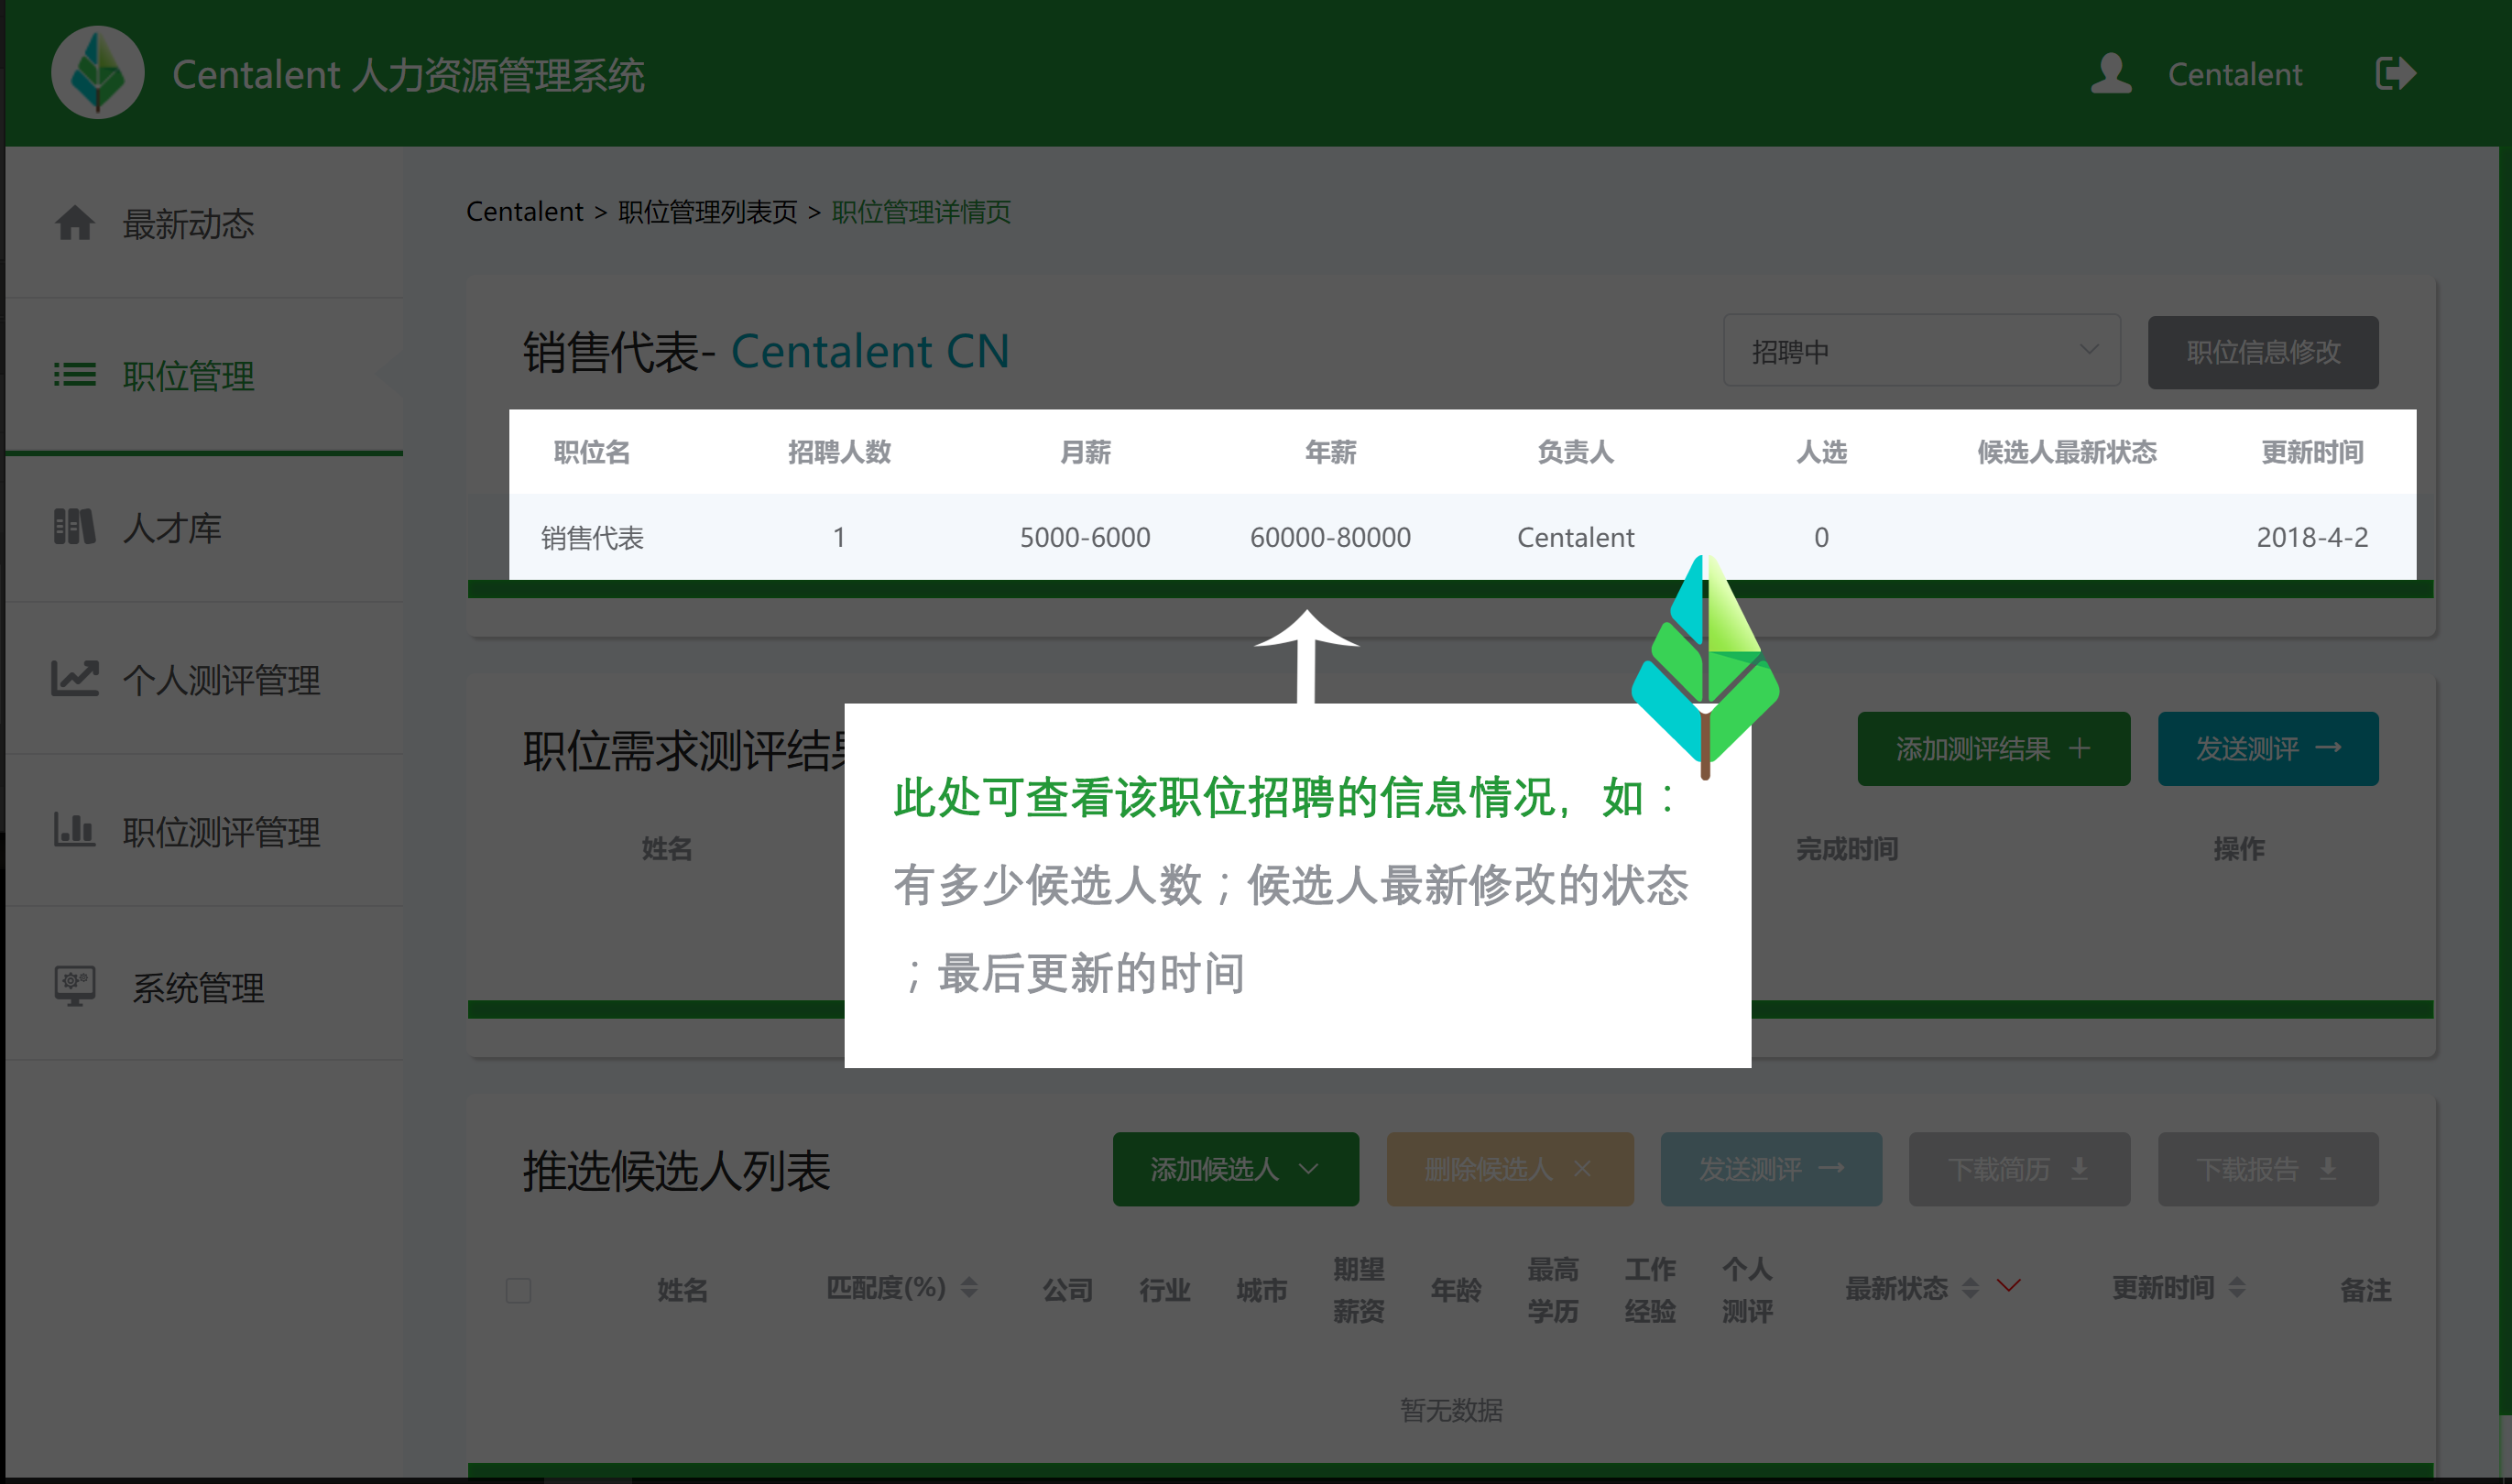 Centalent 人力资源管理系统
Centalent
最新动态
职位管理
人才库
个人测评管理
职位测评管理
系统管理
Centalent > 职位管理列表页 > 职位管理详情页
销售代表- Centalent CN
招聘中
职位信息修改
职位名 招聘人数 月薪 年薪 负责人 人选 候选人最新状态 更新时间
销售代表 1 5000-6000 60000-80000 Centalent 0 2018-4-2
职位需求测评结
添加测评结果
发送测评
姓名 完成时间 操作
此处可查看该职位招聘的信息情况，如：
有多少候选人数；候选人最新修改的状态
；最后更新的时间
推选候选人列表
添加候选人
删除候选人
发送测评
下载简历
下载报告
姓名 匹配度(%) 公司 行业 城市 期望 年龄 最高 工作 个人 最新状态 更新时间 备注
薪资 学历 经验 测评
暂无数据